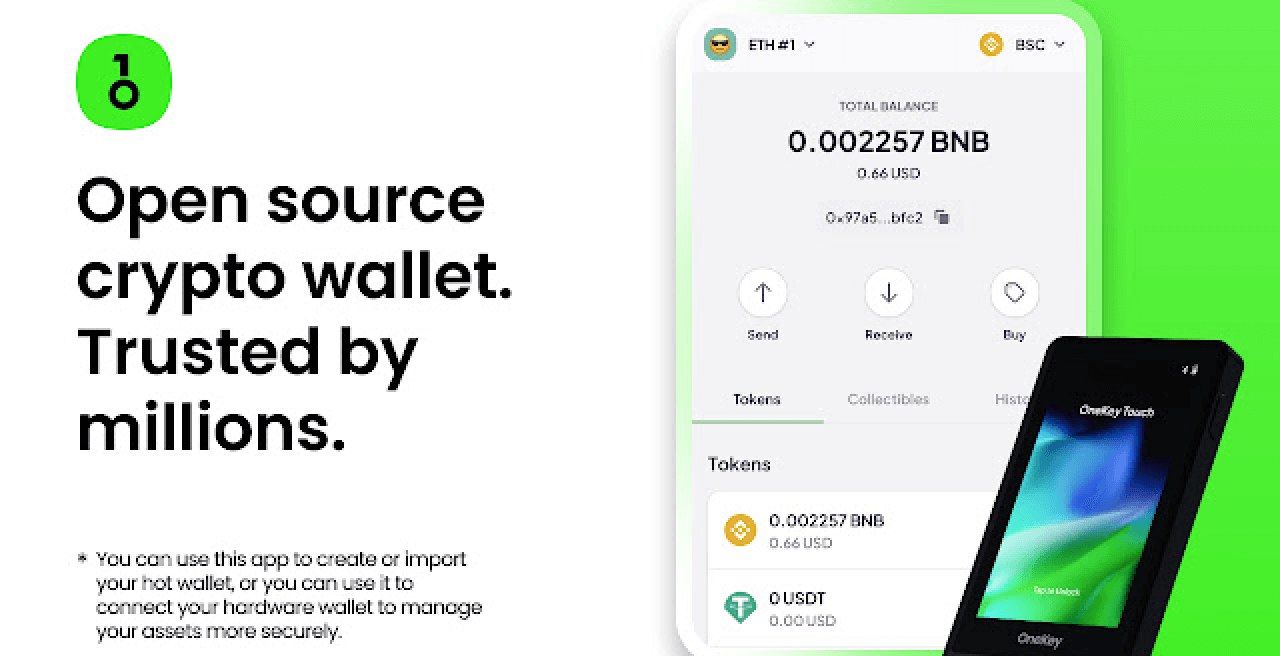 Open source
crypto wallet.
Trusted by
millions.
* You can use this app to create or import
your hot wallet, or you can use it to
connect your hardware wallet to manage
your assets more securely.
ETH #1
BSC
TOTAL BALANCE
0.002257 BNB
0.66 USD
0x97a5...bfc2
Send
Receive
Buy
Tokens
Collectibles
Histo
Tokens
0.002257 BNB
0.66 USD
0 USDT
0.00 USD
OneKey Touch
Tap to Unlock
OneKey